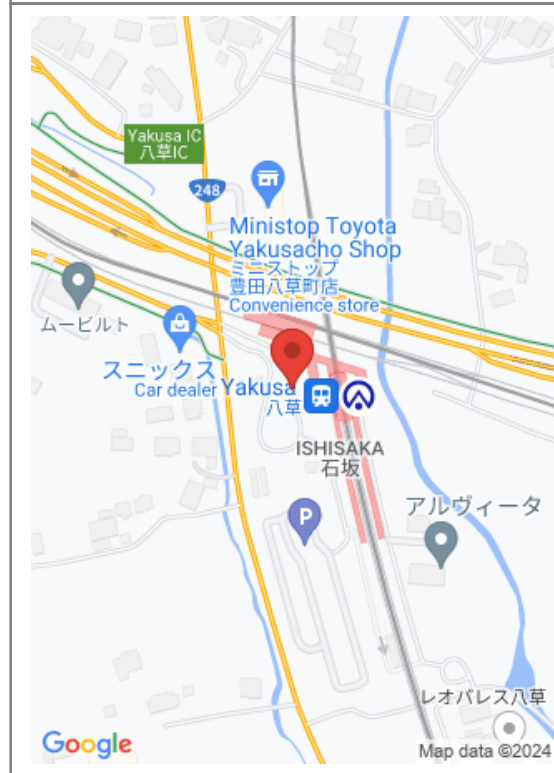 Yakusa IC
八草IC
248
Ministop Toyota
Yakusacho Shop
ミニストップ
豊田八草町店
Convenience store
ムービルト
スニックス
Car dealer
Yakusa
八草
ISHISAKA
石坂
P
アルヴィータ
レオパレス八草
Google
Map data ©2024